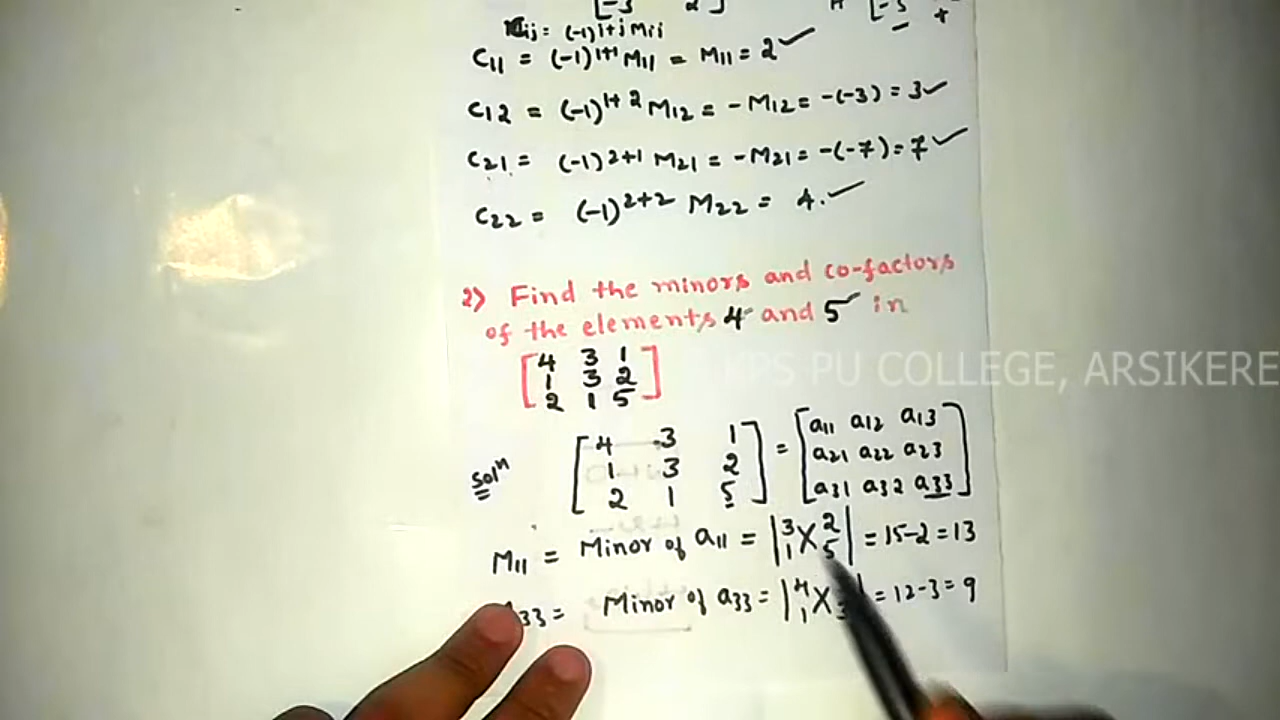 Cij = (-1)i+j Mij
C11 = (-1)1+1 M11 = M11 = 2 ✓
C12 = (-1)1+2 M12 = -M12 = -(-3) = 3 ✓
C21 = (-1)2+1 M21 = -M21 = -(-7) = 7 ✓
C22 = (-1)2+2 M22 = 4. ✓
2) Find the minors and co-factors
of the elements 4 and 5 in
[4 3 1
1 3 2
2 1 5]
KPS PU COLLEGE, ARSIKERE
Soln [4 3 1
1 3 2
2 1 5] = [a11 a12 a13
a21 a22 a23
a31 a32 a33]
M11 = Minor of a11 = |3 2
1 5| = 15-2 = 13
33 = Minor of a33 = |4
1 3| = 12-3 = 9